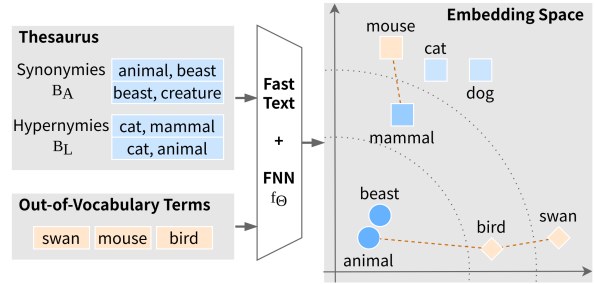 Thesaurus
Synonymies
B_A
animal, beast
beast, creature
Hypernymies
B_L
cat, mammal
cat, animal
Out-of-Vocabulary Terms
swan mouse bird
Fast
Text
+
FNN
f_Θ
Embedding Space
mouse
cat
dog
mammal
beast
animal
bird
swan